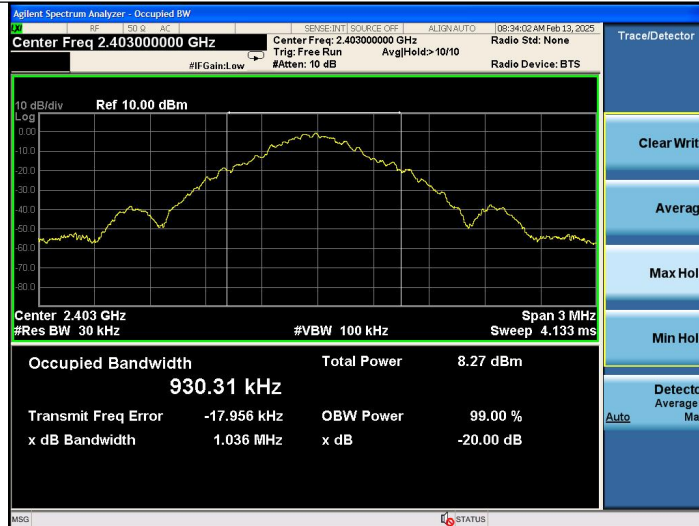 Agilent Spectrum Analyzer - Occupied BW
LXI RF 50 Ω AC SENSE:INT SOURCE OFF ALIGN AUTO 08:34:02 AM Feb 13, 2025
Center Freq 2.403000000 GHz Center Freq: 2.403000000 GHz Radio Std: None Trace/Detector
Trig: Free Run Avg|Hold:>10/10
#IFGain:Low #Atten: 10 dB Radio Device: BTS
10 dB/div Ref 10.00 dBm
Log
0.00
-10.0
-20.0
-30.0
-40.0
-50.0
-60.0
-70.0
-80.0
Clear Writ
Averag
Max Hol
Min Hol
Center 2.403 GHz Span 3 MHz
#Res BW 30 kHz #VBW 100 kHz Sweep 4.133 ms
Occupied Bandwidth Total Power 8.27 dBm
930.31 kHz
Transmit Freq Error -17.956 kHz OBW Power 99.00 %
x dB Bandwidth 1.036 MHz x dB -20.00 dB
Detecto
Average
Auto Ma
MSG STATUS